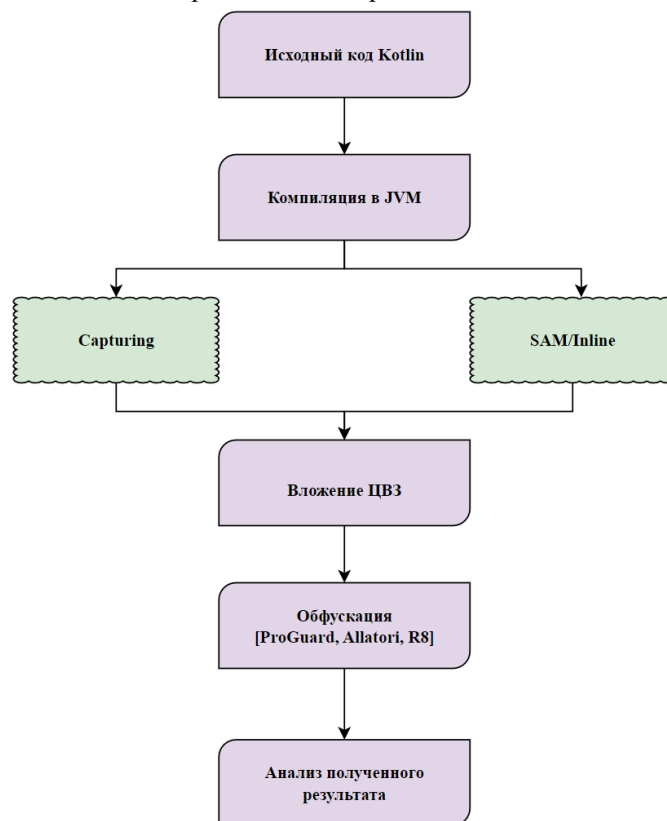 Исходный код Kotlin
Компиляция в JVM
Capturing
SAM/Inline
Вложение ЦВЗ
Обфускация
[ProGuard, Allatori, R8]
Анализ полученного
результата